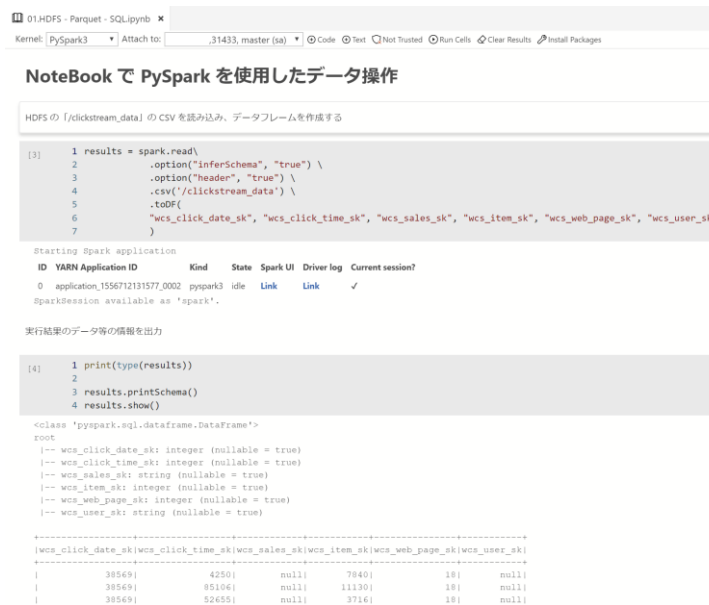 01.HDFS - Parquet - SQL.ipynb ×
Kernel: PySpark3 ▼ Attach to: ,31433, master (sa) ▼ Code Text Not Trusted Run Cells Clear Results Install Packages
NoteBook で PySpark を使用したデータ操作
HDFS の「/clickstream_data」の CSV を読み込み、データフレームを作成する
[3] 1 results = spark.read\
2 .option("inferSchema", "true") \
3 .option("header", "true") \
4 .csv('/clickstream_data') \
5 .toDF(
6 "wcs_click_date_sk", "wcs_click_time_sk", "wcs_sales_sk", "wcs_item_sk", "wcs_web_page_sk", "wcs_user_sk
7 )
Starting Spark application
ID YARN Application ID Kind State Spark UI Driver log Current session?
0 application_1556712131577_0002 pyspark3 idle Link Link ✓
SparkSession available as 'spark'.
実行結果のデータ等の情報を出力
[4] 1 print(type(results))
2
3 results.printSchema()
4 results.show()
<class 'pyspark.sql.dataframe.DataFrame'>
root
|-- wcs_click_date_sk: integer (nullable = true)
|-- wcs_click_time_sk: integer (nullable = true)
|-- wcs_sales_sk: string (nullable = true)
|-- wcs_item_sk: integer (nullable = true)
|-- wcs_web_page_sk: integer (nullable = true)
|-- wcs_user_sk: string (nullable = true)
+-----------------+-----------------+------------+-----------+---------------+-----------+
|wcs_click_date_sk|wcs_click_time_sk|wcs_sales_sk|wcs_item_sk|wcs_web_page_sk|wcs_user_sk|
+-----------------+-----------------+------------+-----------+---------------+-----------+
| 38569| 4250| null| 7840| 18| null|
| 38569| 85106| null| 11130| 18| null|
| 38569| 52655| null| 3716| 18| null|